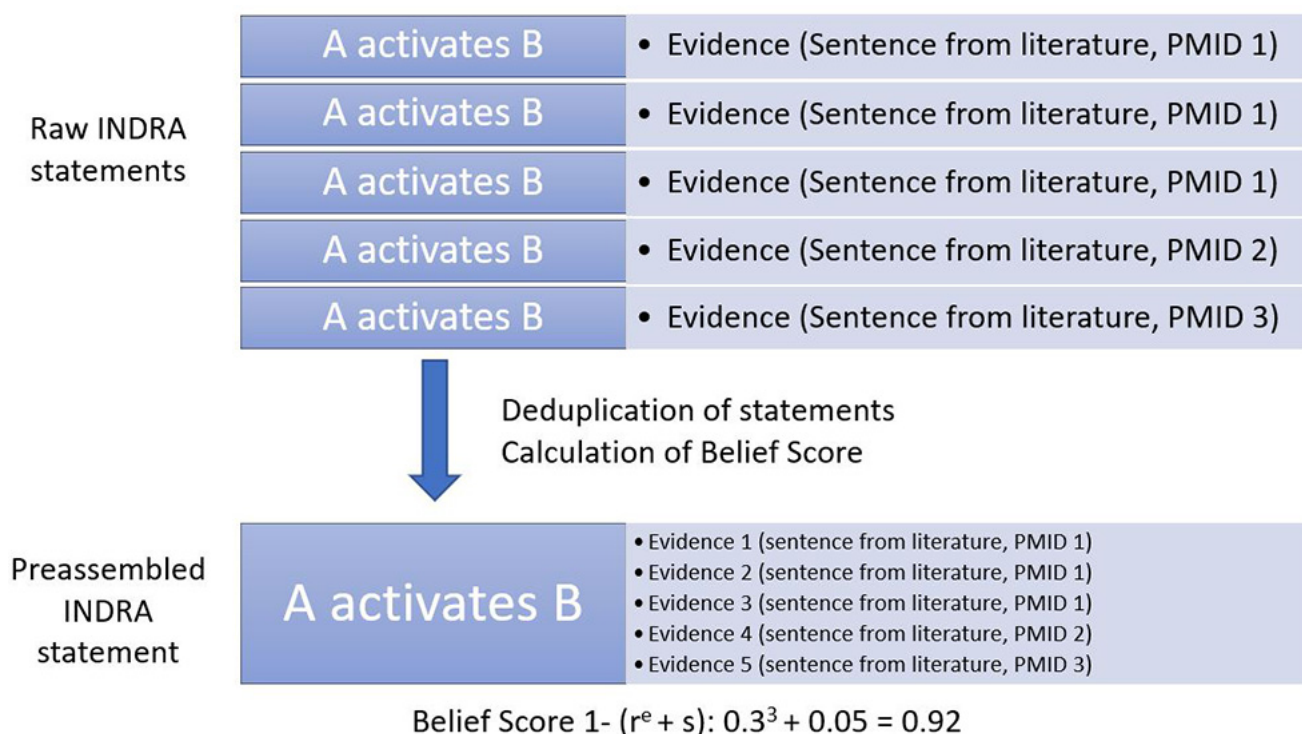 A activates B
• Evidence (Sentence from literature, PMID 1)
A activates B
• Evidence (Sentence from literature, PMID 1)
Raw INDRA
statements
A activates B
• Evidence (Sentence from literature, PMID 1)
A activates B
• Evidence (Sentence from literature, PMID 2)
A activates B
• Evidence (Sentence from literature, PMID 3)
Deduplication of statements
Calculation of Belief Score
Preassembled
INDRA
statement
A activates B
• Evidence 1 (sentence from literature, PMID 1)
• Evidence 2 (sentence from literature, PMID 1)
• Evidence 3 (sentence from literature, PMID 1)
• Evidence 4 (sentence from literature, PMID 2)
• Evidence 5 (sentence from literature, PMID 3)
Belief Score 1- (rᵉ + s): 0.3³ + 0.05 = 0.92